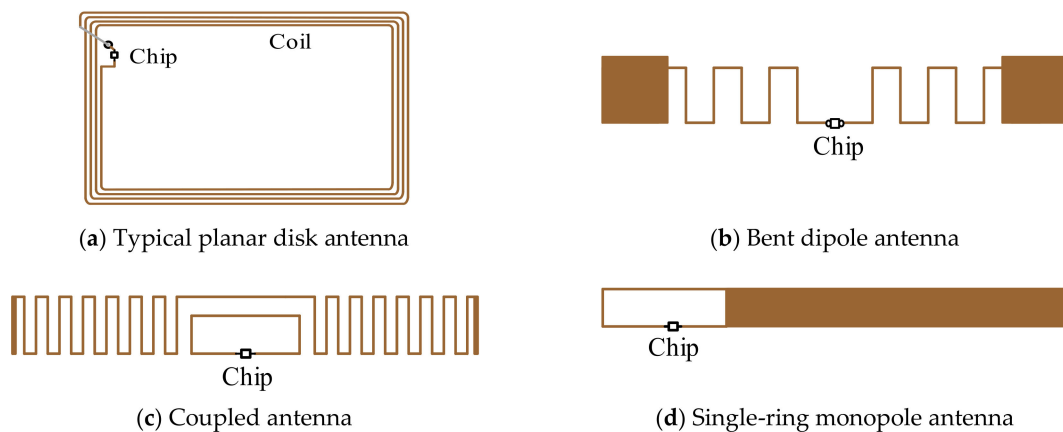 Coil
Chip
(a) Typical planar disk antenna
Chip
(b) Bent dipole antenna
Chip
(c) Coupled antenna
Chip
(d) Single-ring monopole antenna